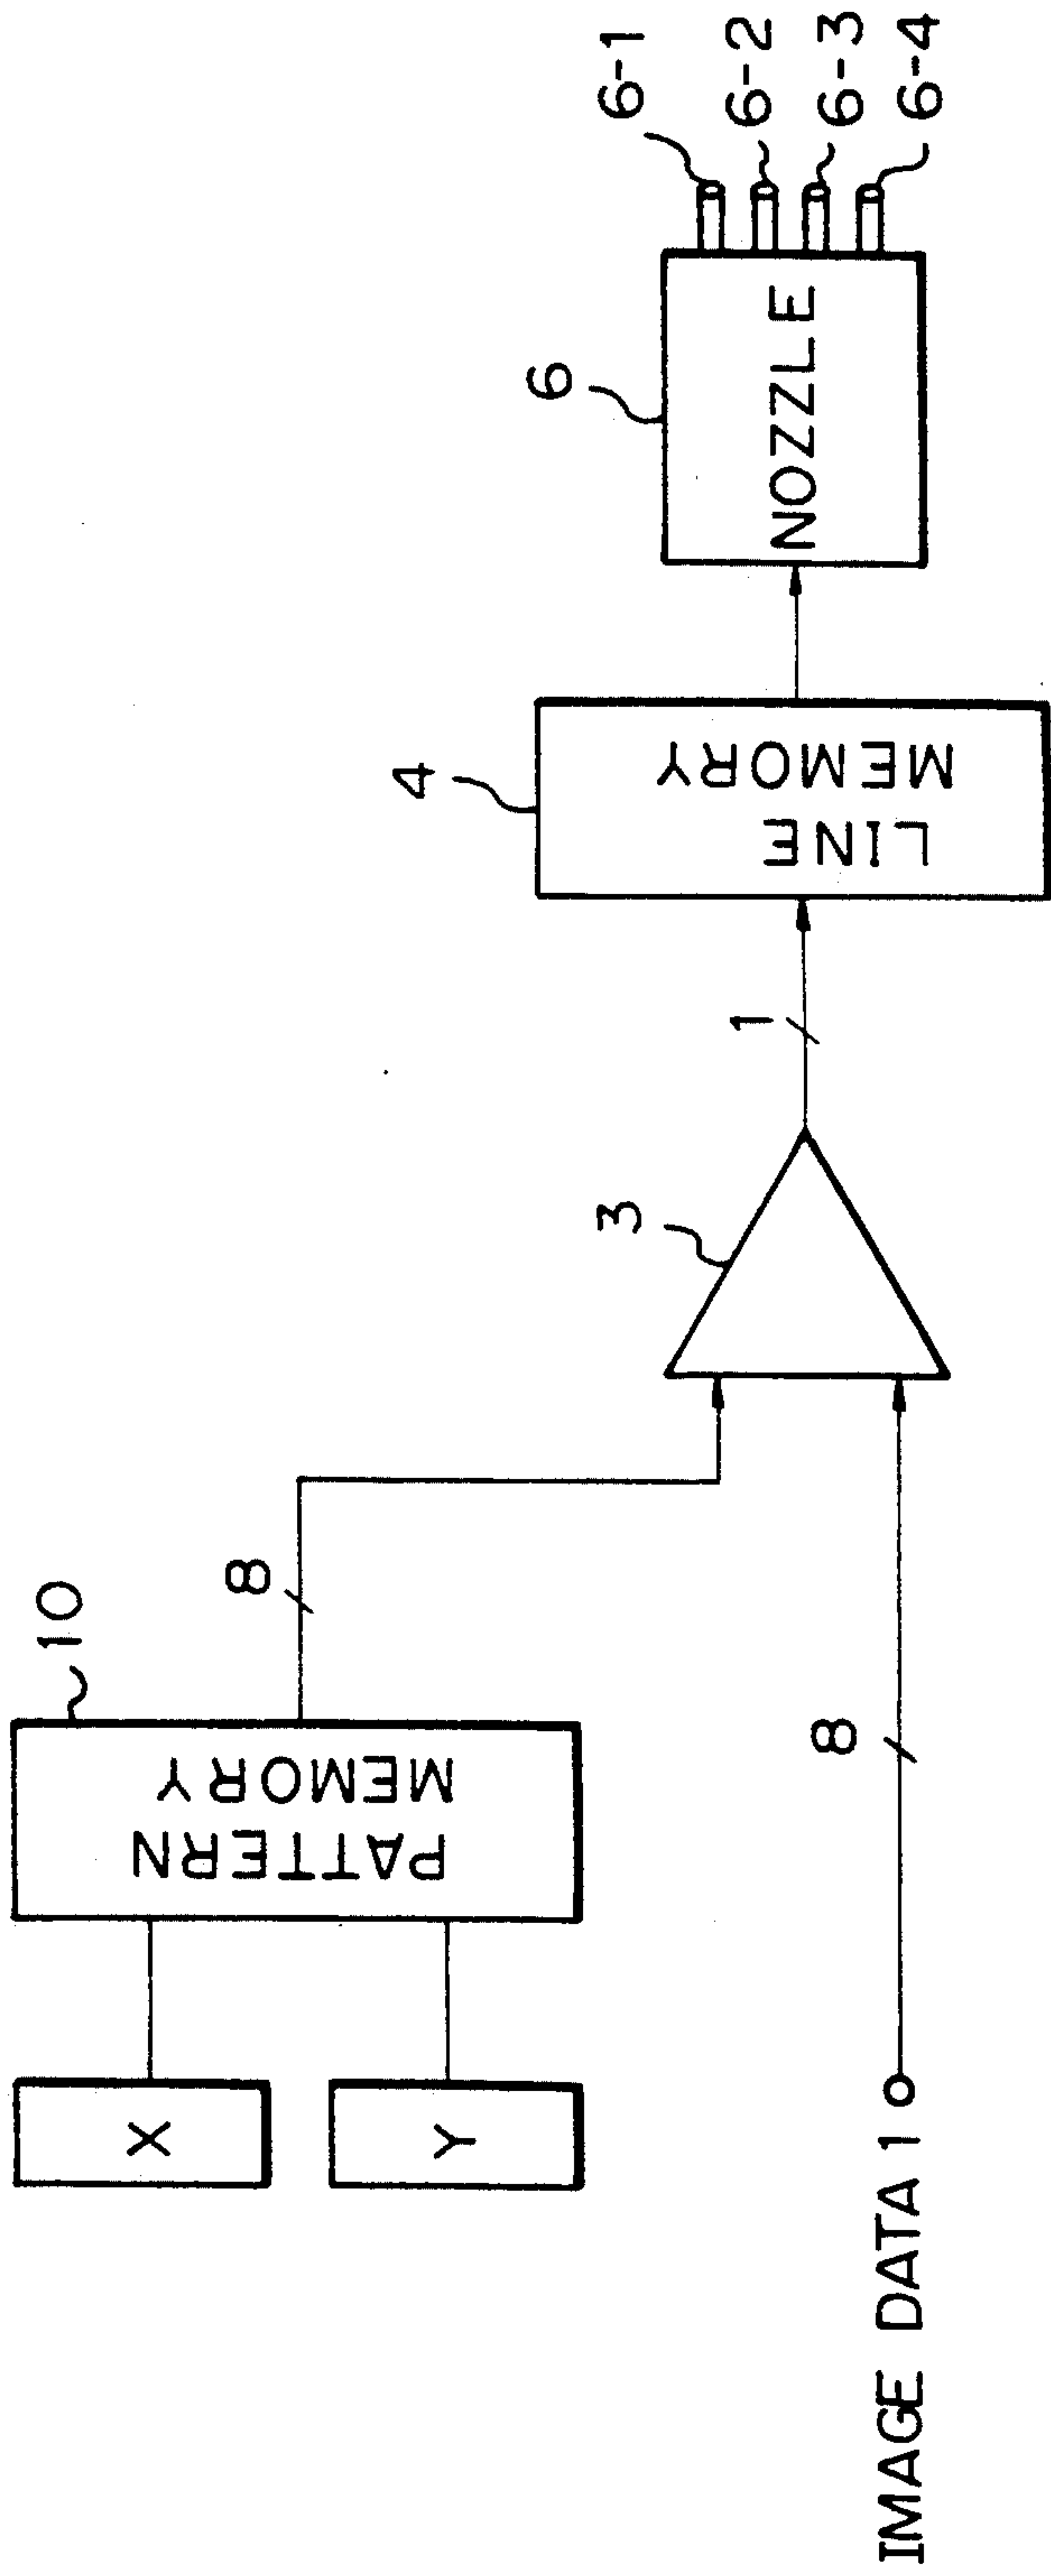 X
Y
PATTERN
MEMORY
10
8
IMAGE DATA 1
8
3
1
4
LINE
MEMORY
6
NOZZLE
6-1
6-2
6-3
6-4